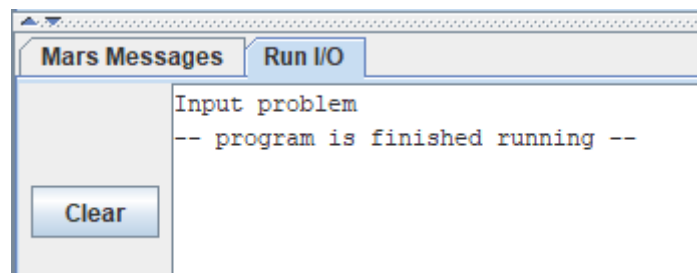 Mars Messages
Run I/O
Input problem
-- program is finished running --
Clear